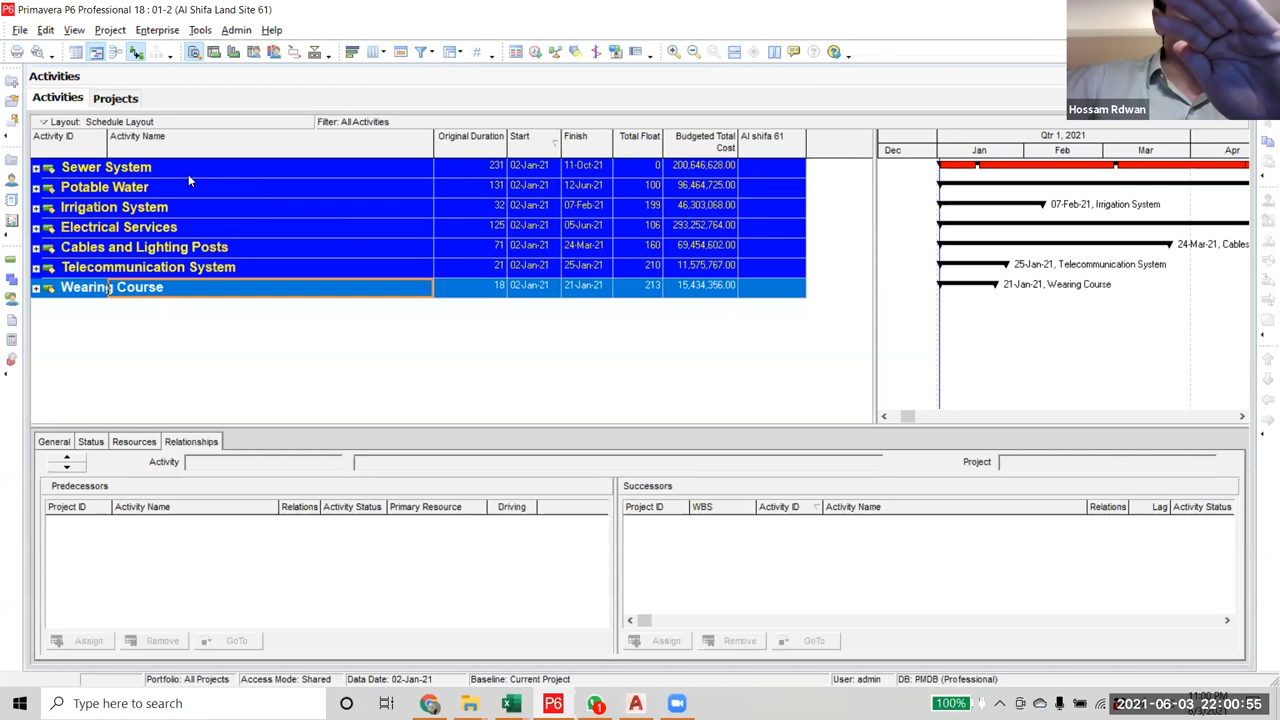 Primavera P6 Professional 18 : 01-2 (Al Shifa Land Site 61)
File Edit View Project Enterprise Tools Admin Help
Hossam Rdwan
Activities
Activities Projects
Layout: Schedule Layout Filter: All Activities
Activity ID Activity Name Original Duration Start Finish Total Float Budgeted Total Cost Al shifa 61
Qtr 1, 2021
Dec Jan Feb Mar Apr
Sewer System 231 02-Jan-21 11-Oct-21 0 200,646,628.00
Potable Water 131 02-Jan-21 12-Jun-21 100 96,464,725.00
Irrigation System 32 02-Jan-21 07-Feb-21 199 46,303,068.00 07-Feb-21, Irrigation System
Electrical Services 125 02-Jan-21 05-Jun-21 106 293,252,764.00
Cables and Lighting Posts 71 02-Jan-21 24-Mar-21 160 69,454,602.00 24-Mar-21, Cables
Telecommunication System 21 02-Jan-21 25-Jan-21 210 11,575,767.00 25-Jan-21, Telecommunication System
Wearing Course 18 02-Jan-21 21-Jan-21 213 15,434,356.00 21-Jan-21, Wearing Course
General Status Resources Relationships
Activity Project
Predecessors Successors
Project ID Activity Name Relations Activity Status Primary Resource Driving
Project ID WBS Activity ID Activity Name Relations Lag Activity Status
Assign Remove GoTo Assign Remove GoTo
Portfolio: All Projects Access Mode: Shared Data Date: 02-Jan-21 Baseline: Current Project User: admin DB: PMDB (Professional)
Type here to search 100% 11:00 PM
6/3/2021
2021-06-03 22:00:55